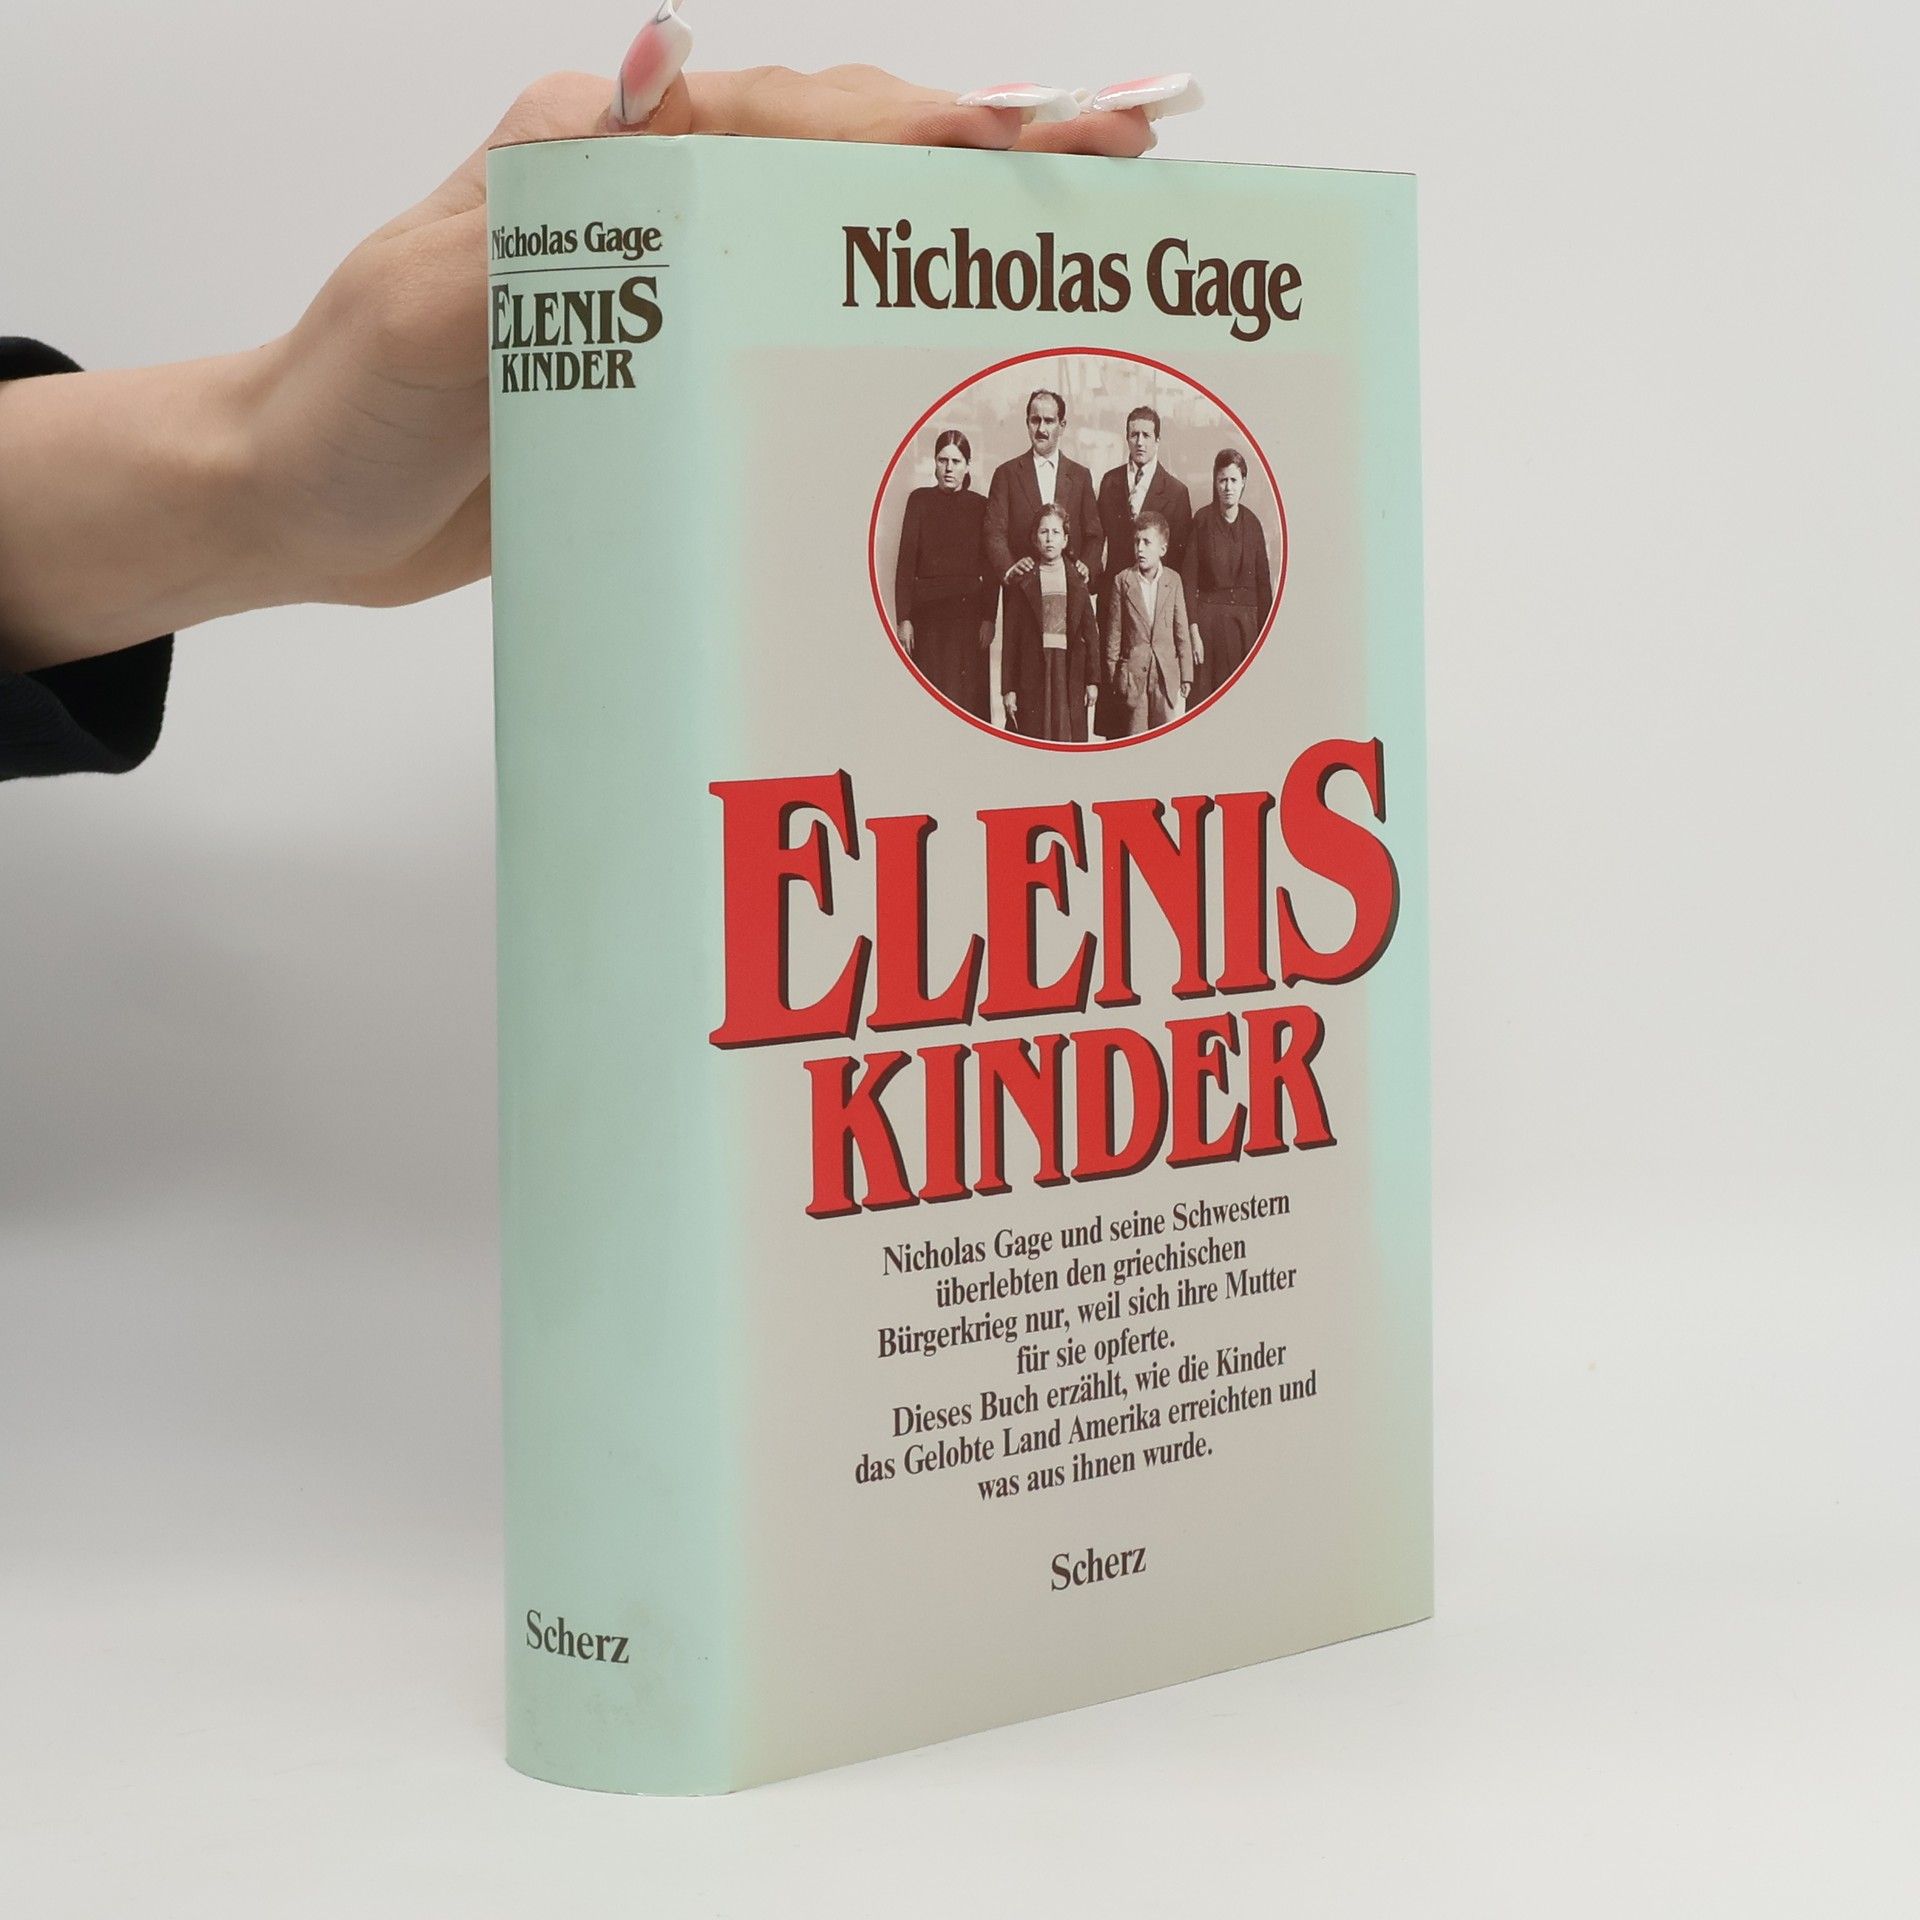 Nicholas Gage
ELENIS
KINDER
Scherz
Nicholas Gage
ELENIS
KINDER
Nicholas Gage und seine Schwestern
überlebten den griechischen
Bürgerkrieg nur, weil sich ihre Mutter
für sie opferte.
Dieses Buch erzählt, wie die Kinder
das Gelobte Land Amerika erreichten und
was aus ihnen wurde.
Scherz